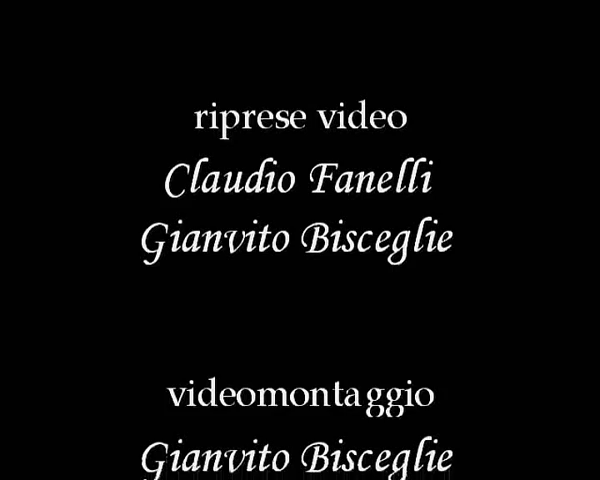 riprese video
Claudio Fanelli
Gianvito Bisceglie
videomontaggio
Gianvito Bisceglie